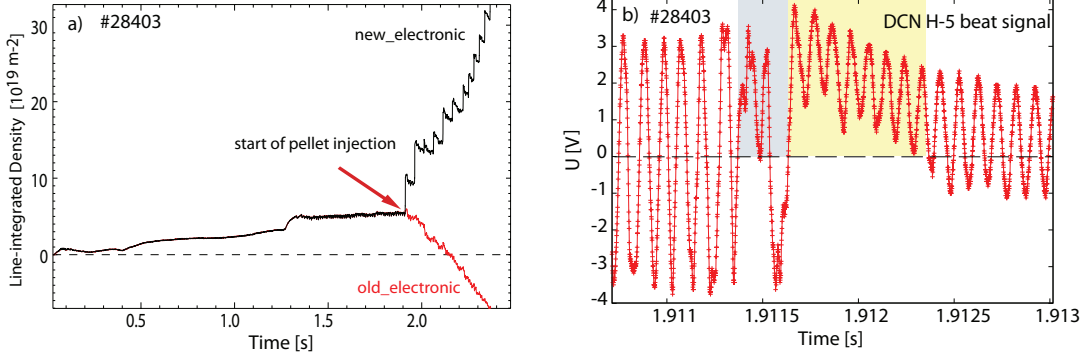 a) #28403
new_electronic
start of pellet injection
old_electronic
Line-integrated Density [1019 m-2]
30
20
10
0
0.5 1.0 1.5 2.0
Time [s]
b) #28403 DCN H-5 beat signal
U [V]
4
3
2
1
0
-1
-2
-3
-4
1.911 1.9115 1.912 1.9125 1.913
Time [s]